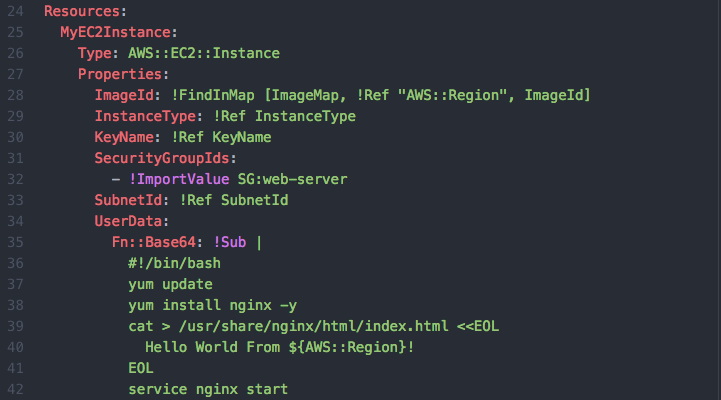 24 Resources:
25   MyEC2Instance:
26     Type: AWS::EC2::Instance
27     Properties:
28       ImageId: !FindInMap [ImageMap, !Ref "AWS::Region", ImageId]
29       InstanceType: !Ref InstanceType
30       KeyName: !Ref KeyName
31       SecurityGroupIds:
32         - !ImportValue SG:web-server
33       SubnetId: !Ref SubnetId
34       UserData:
35         Fn::Base64: !Sub |
36           #!/bin/bash
37           yum update
38           yum install nginx -y
39           cat > /usr/share/nginx/html/index.html <<EOL
40             Hello World From ${AWS::Region}!
41           EOL
42           service nginx start